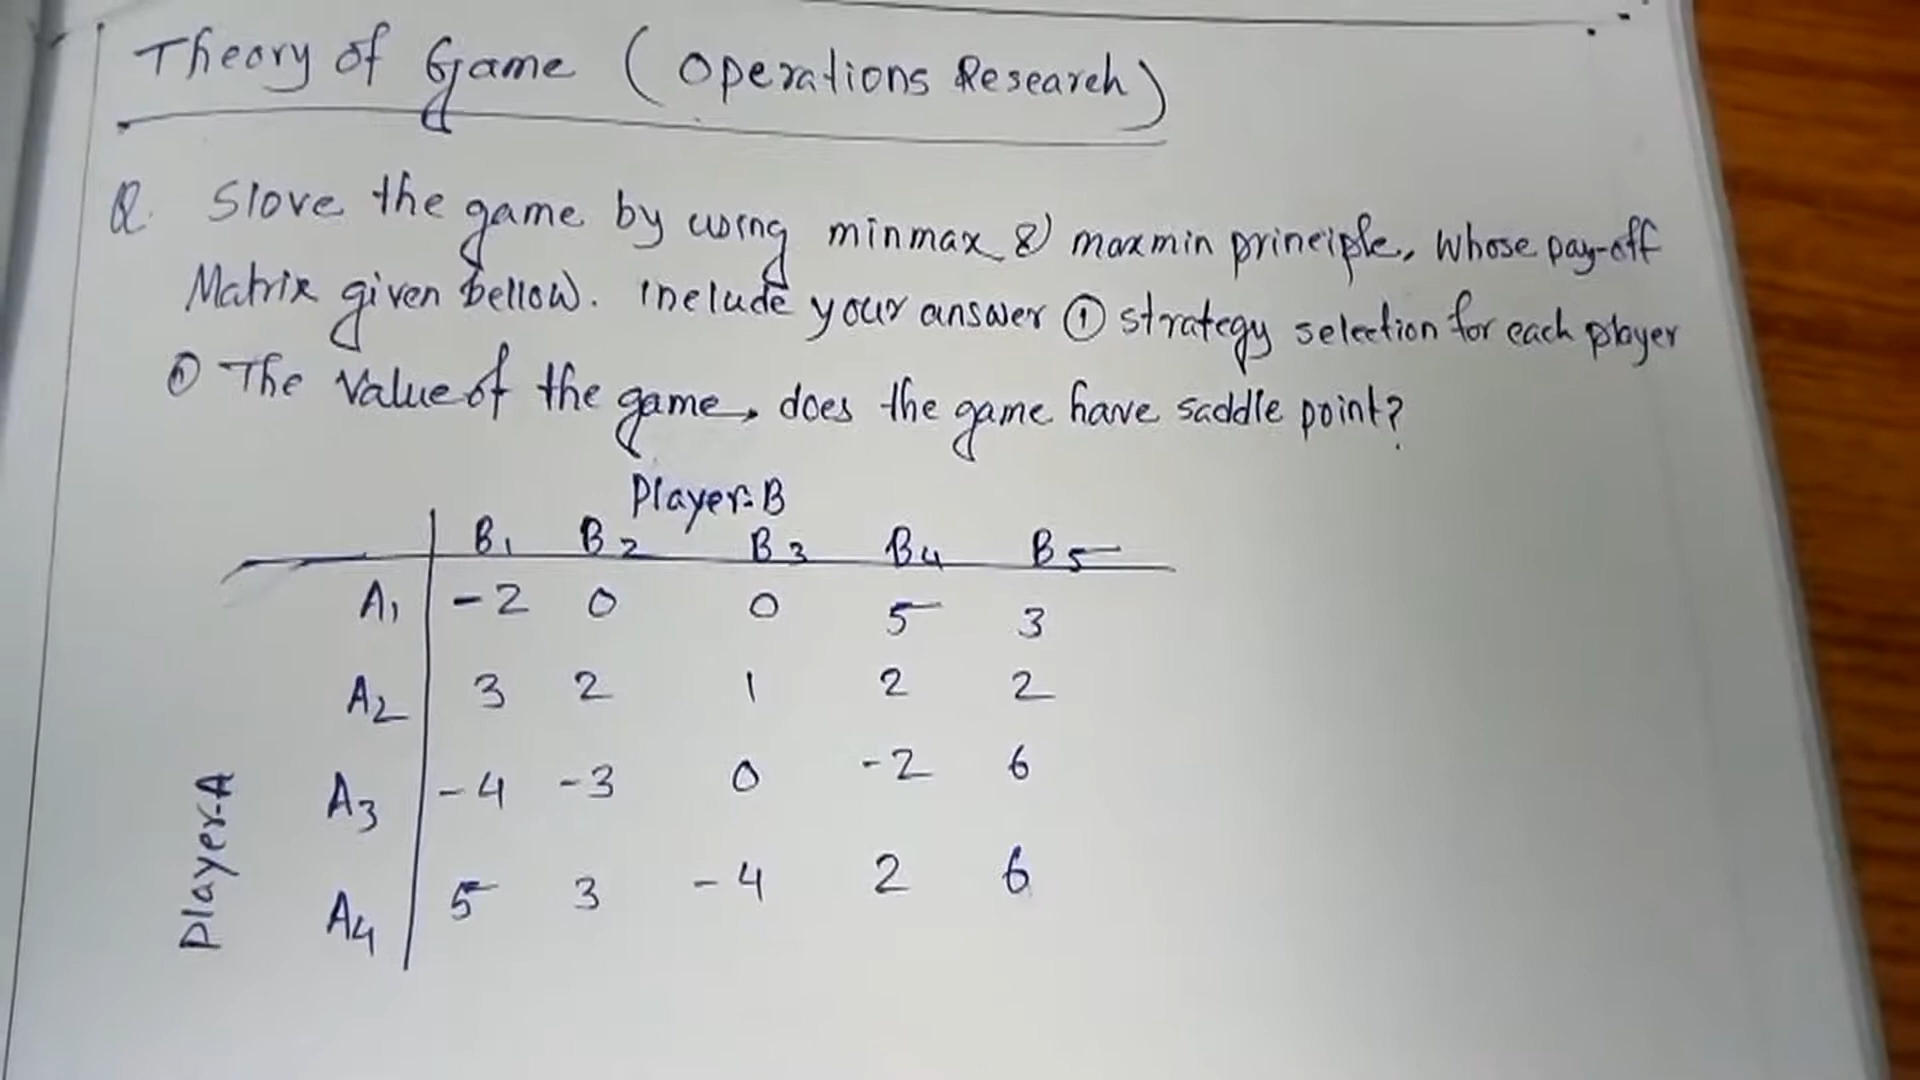 Theory of Game (Operations Research)
Q. Slove the game by using minmax & maxmin principle, whose pay-off
Matrix given bellow. Include your answer ① strategy selection for each player
⑪ The Value of the game, does the game have saddle point?
Player-B
B1 B2 B3 B4 B5
A1 -2 0 0 5 3
A2 3 2 1 2 2
A3 -4 -3 0 -2 6
A4 5 3 -4 2 6
Player-A